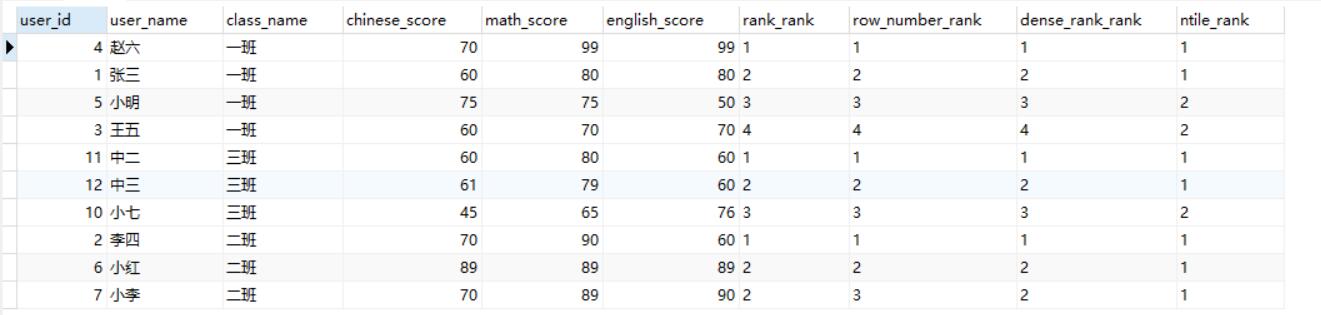 user_id user_name class_name chinese_score math_score english_score rank_rank row_number_rank dense_rank_rank ntile_rank
4 赵六 一班 70 99 99 1 1 1 1
1 张三 一班 60 80 80 2 2 2 1
5 小明 一班 75 75 50 3 3 3 2
3 王五 一班 60 70 70 4 4 4 2
11 中二 三班 60 80 60 1 1 1 1
12 中三 三班 61 79 60 2 2 2 1
10 小七 三班 45 65 76 3 3 3 2
2 李四 二班 70 90 60 1 1 1 1
6 小红 二班 89 89 89 2 2 2 1
7 小李 二班 70 89 90 2 3 2 1